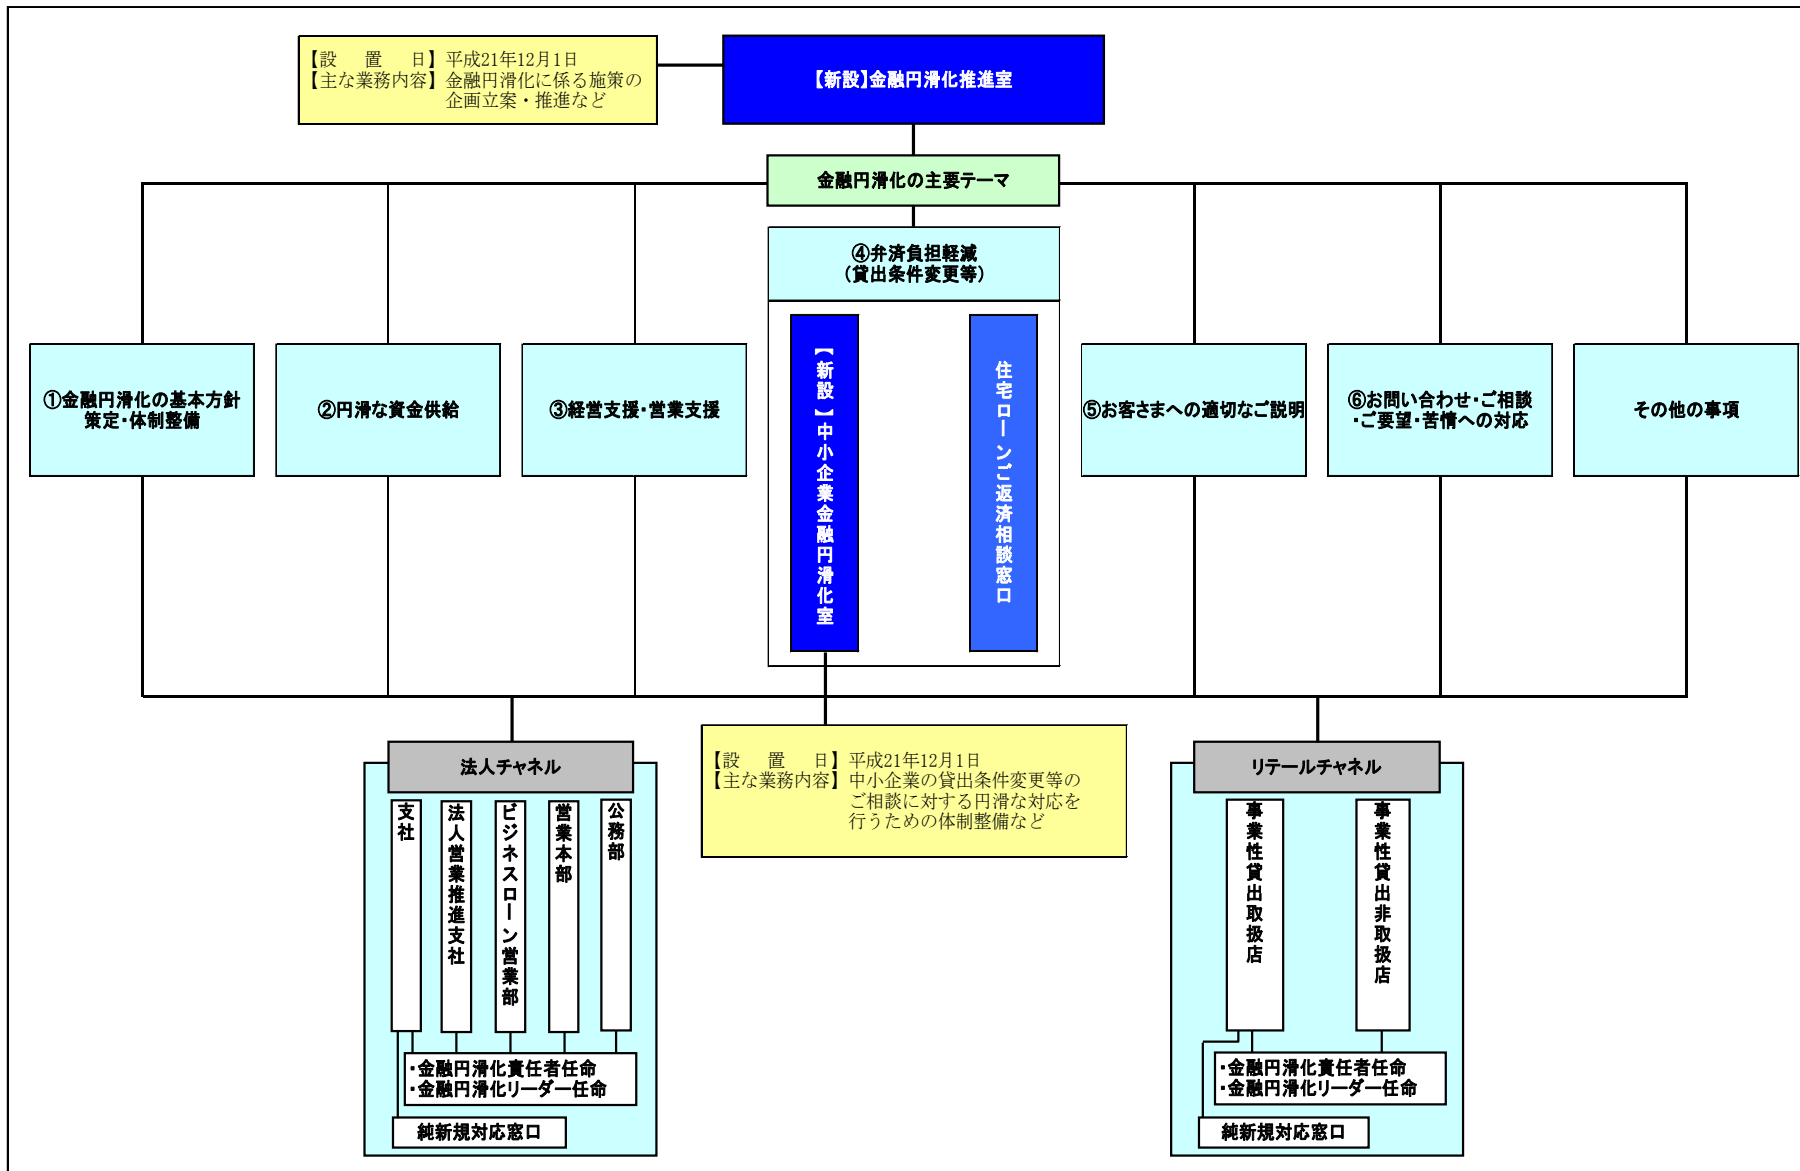 【設　置　日】 平成21年12月1日
【主な業務内容】 金融円滑化に係る施策の
企画立案・推進など
【新設】金融円滑化推進室
金融円滑化の主要テーマ
④弁済負担軽減
（貸出条件変更等）
①金融円滑化の基本方針
策定・体制整備
②円滑な資金供給
③経営支援・営業支援
【新設】中小企業金融円滑化室
住宅ローンご返済相談窓口
⑤お客さまへの適切なご説明
⑥お問い合わせ・ご相談
・ご要望・苦情への対応
その他の事項
【設　置　日】 平成21年12月1日
【主な業務内容】 中小企業の貸出条件変更等の
ご相談に対する円滑な対応を
行うための体制整備など
法人チャネル
支社
法人営業推進支社
ビジネスローン営業部
営業本部
公務部
・金融円滑化責任者任命
・金融円滑化リーダー任命
純新規対応窓口
リテールチャネル
事業性貸出取扱店
事業性貸出非取扱店
・金融円滑化責任者任命
・金融円滑化リーダー任命
純新規対応窓口